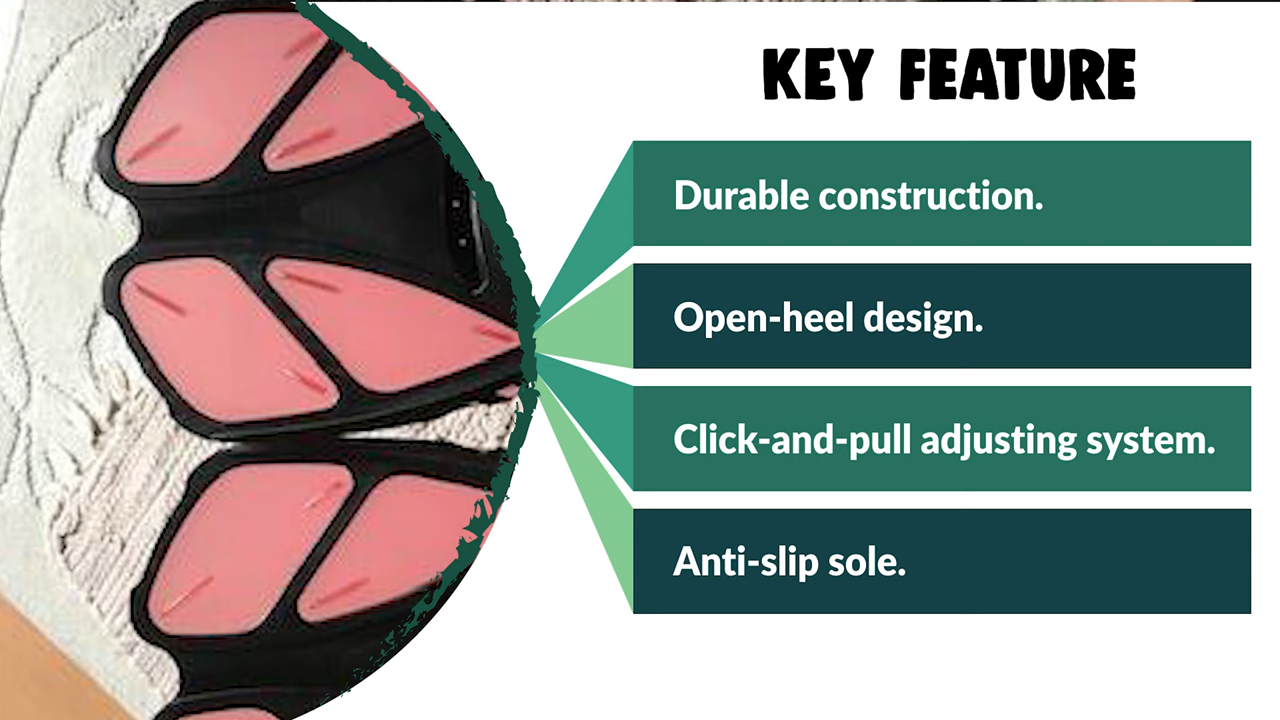 KEY FEATURE
Durable construction.
Open-heel design.
Click-and-pull adjusting system.
Anti-slip sole.